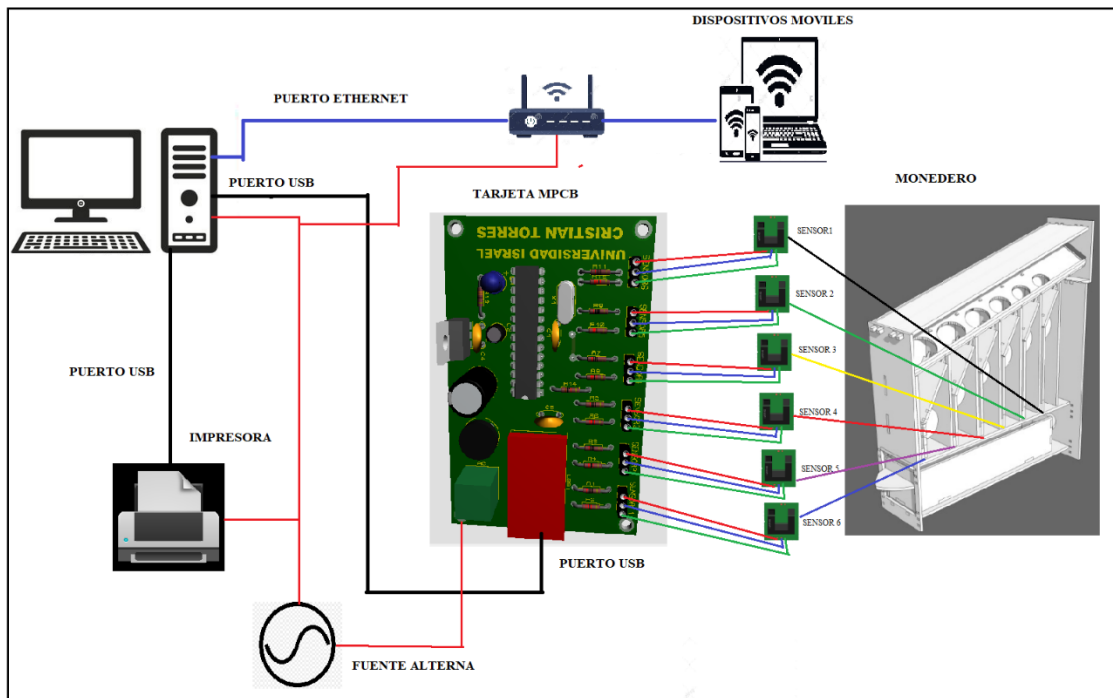 DISPOSITIVOS MOVILES
PUERTO ETHERNET
PUERTO USB
TARJETA MPCB
MONEDERO
CRISTIAN TORRES
UNIVERSIDAD ISRAEL
SENSOR1
SENSOR 2
SENSOR 3
SENSOR 4
SENSOR 5
SENSOR 6
PUERTO USB
IMPRESORA
PUERTO USB
FUENTE ALTERNA